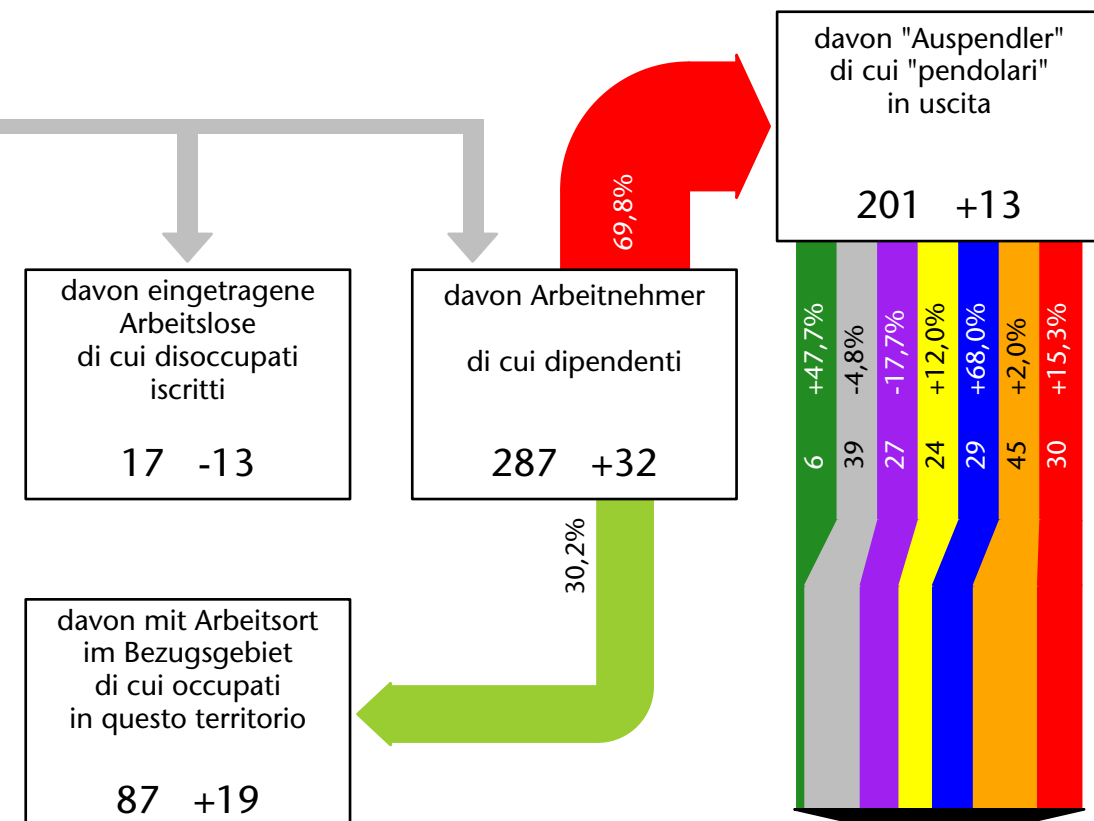 davon "Auspendler"
di cui "pendolari"
in uscita
201 +13
69,8%
davon eingetragene
Arbeitslose
di cui disoccupati
iscritti
17 -13
davon Arbeitnehmer
di cui dipendenti
287 +32
6 +47,7%
39 -4,8%
27 -17,7%
24 +12,0%
29 +68,0%
45 +2,0%
30 +15,3%
30,2%
davon mit Arbeitsort
im Bezugsgebiet
di cui occupati
in questo territorio
87 +19